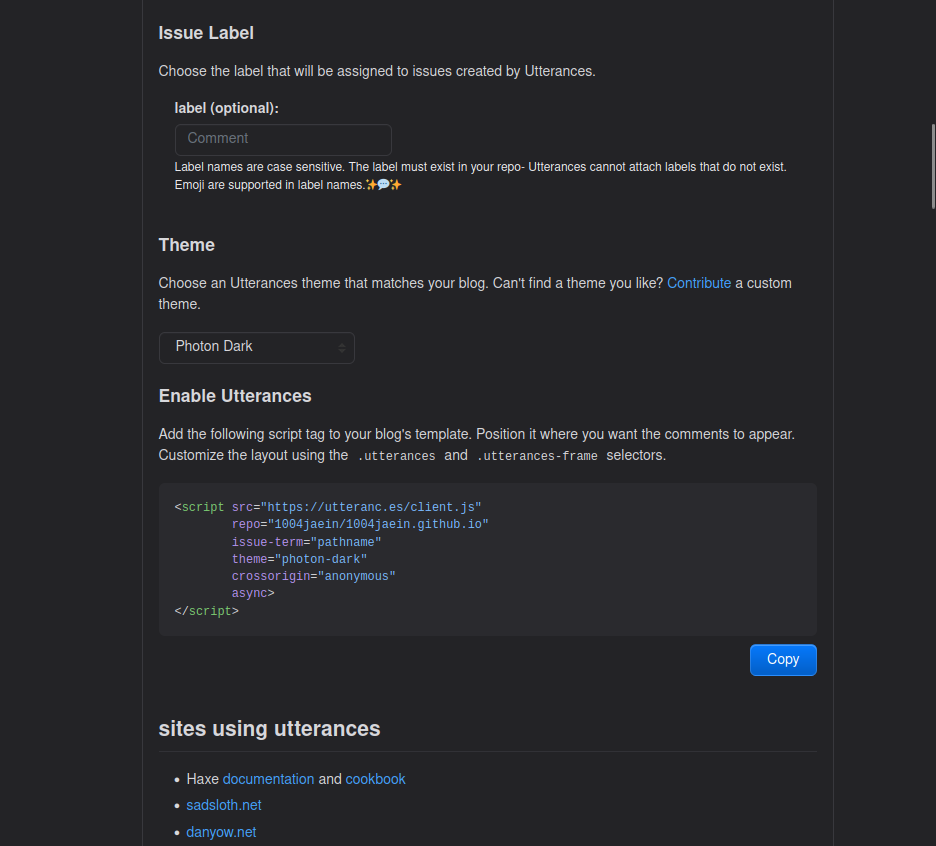 Issue Label
Choose the label that will be assigned to issues created by Utterances.
label (optional):
Comment
Label names are case sensitive. The label must exist in your repo- Utterances cannot attach labels that do not exist.
Emoji are supported in label names.✨💬✨
Theme
Choose an Utterances theme that matches your blog. Can't find a theme you like? Contribute a custom
theme.
Photon Dark
Enable Utterances
Add the following script tag to your blog's template. Position it where you want the comments to appear.
Customize the layout using the .utterances and .utterances-frame selectors.
<script src="https://utteranc.es/client.js"
repo="1004jaein/1004jaein.github.io"
issue-term="pathname"
theme="photon-dark"
crossorigin="anonymous"
async>
</script>
Copy
sites using utterances
• Haxe documentation and cookbook
• sadsloth.net
• danyow.net